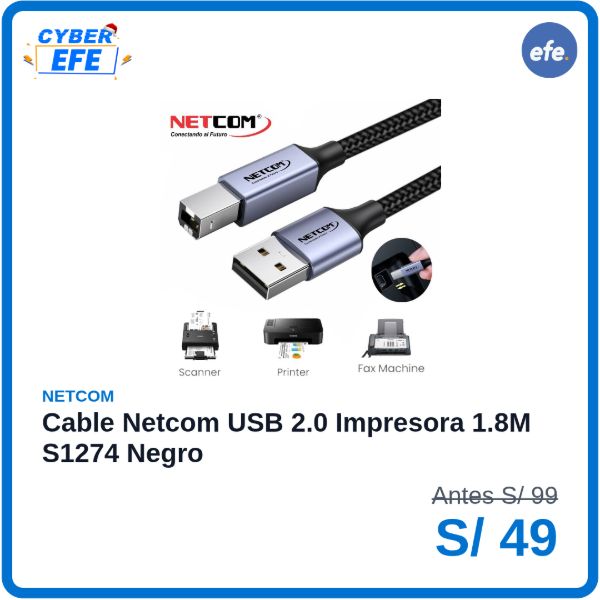 CYBER
EFE
efe.
NETCOM®
Conectando al Futuro
NETCOM
NETCOM
Scanner
Printer
Fax Machine
NETCOM
Cable Netcom USB 2.0 Impresora 1.8M
S1274 Negro
Antes S/ 99
S/ 49